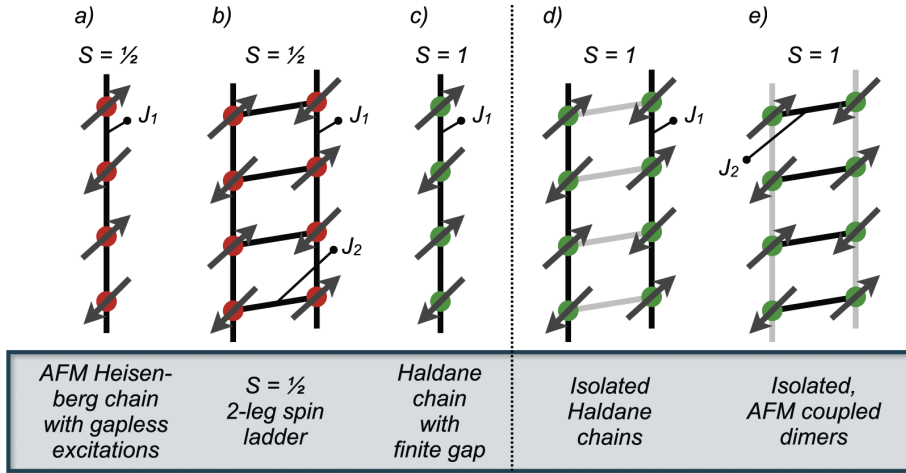 a)
b)
c)
d)
e)
S = ½
S = ½
S = 1
S = 1
S = 1
J1
J1
J1
J1
J2
J2
AFM Heisen-
berg chain
with gapless
excitations
S = ½
2-leg spin
ladder
Haldane
chain
with
finite gap
Isolated
Haldane
chains
Isolated,
AFM coupled
dimers